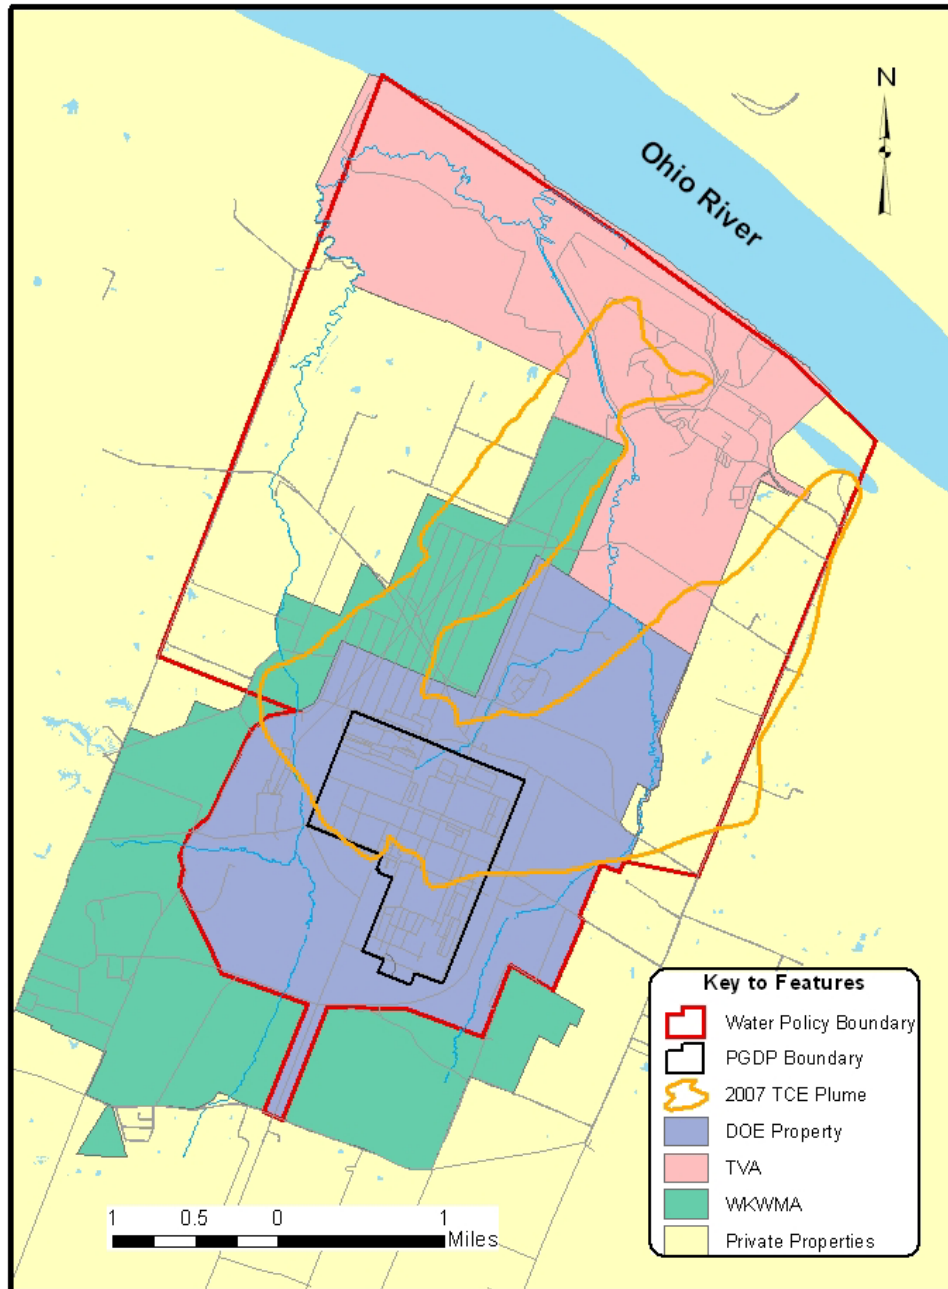 N
Ohio River
Key to Features
Water Policy Boundary
PGDP Boundary
2007 TCE Plume
DOE Property
TVA
WKWMA
Private Properties
1 0.5 0 1
Miles